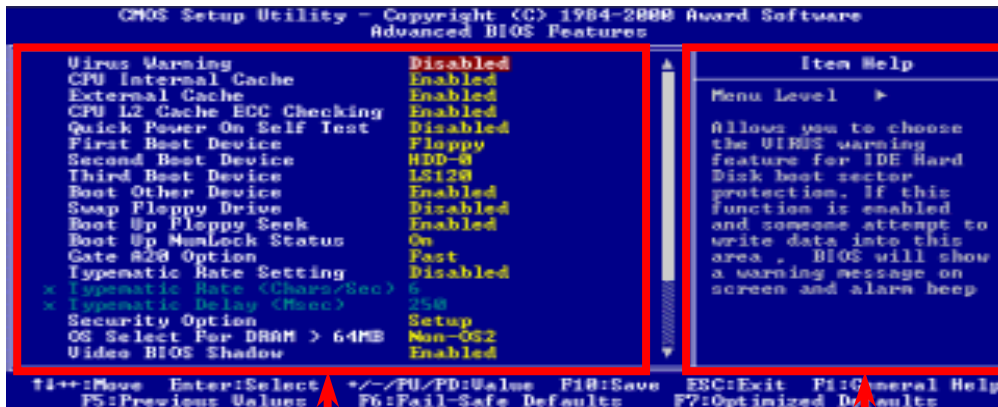 CMOS Setup Utility - Copyright (C) 1984-2000 Award Software
Advanced BIOS Features
Virus Warning Disabled
CPU Internal Cache Enabled
External Cache Enabled
CPU L2 Cache ECC Checking Enabled
Quick Power On Self Test Disabled
First Boot Device Floppy
Second Boot Device HDD-0
Third Boot Device LS120
Boot Other Device Enabled
Swap Floppy Drive Disabled
Boot Up Floppy Seek Enabled
Boot Up NumLock Status On
Gate A20 Option Fast
Typematic Rate Setting Disabled
x Typematic Rate (Chars/Sec) 6
x Typematic Delay (Msec) 250
Security Option Setup
OS Select For DRAM > 64MB Non-OS2
Video BIOS Shadow Enabled
Item Help
Menu Level ►
Allows you to choose
the VIRUS warning
feature for IDE Hard
Disk boot sector
protection. If this
function is enabled
and someone attempt to
write data into this
area , BIOS will show
a warning message on
screen and alarm beep
↑↓→←:Move Enter:Select +/-/PU/PD:Value F10:Save ESC:Exit F1:General Help
F5:Previous Values F6:Fail-Safe Defaults F7:Optimized Defaults